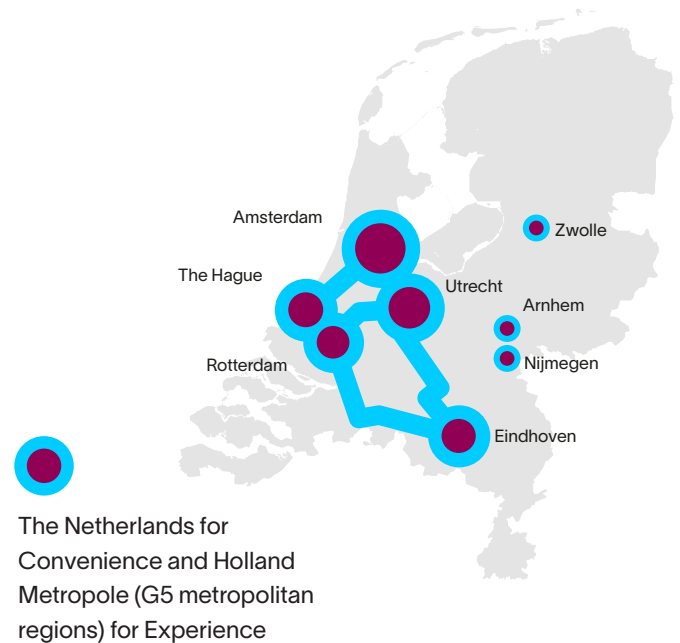 Amsterdam
Zwolle
The Hague
Utrecht
Arnhem
Rotterdam
Nijmegen
Eindhoven
The Netherlands for
Convenience and Holland
Metropole (G5 metropolitan
regions) for Experience